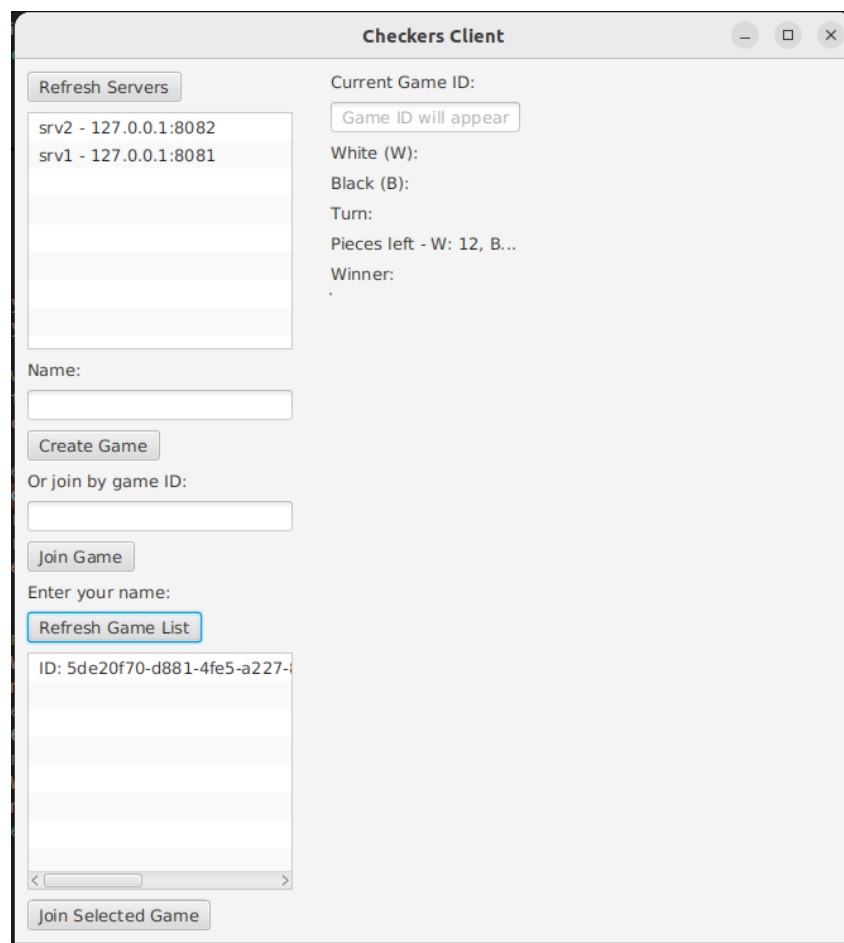 Checkers Client
Refresh Servers
srv2 - 127.0.0.1:8082
srv1 - 127.0.0.1:8081
Name:
Create Game
Or join by game ID:
Join Game
Enter your name:
Refresh Game List
ID: 5de20f70-d881-4fe5-a227-
Join Selected Game
Current Game ID:
Game ID will appear
White (W):
Black (B):
Turn:
Pieces left - W: 12, B...
Winner: